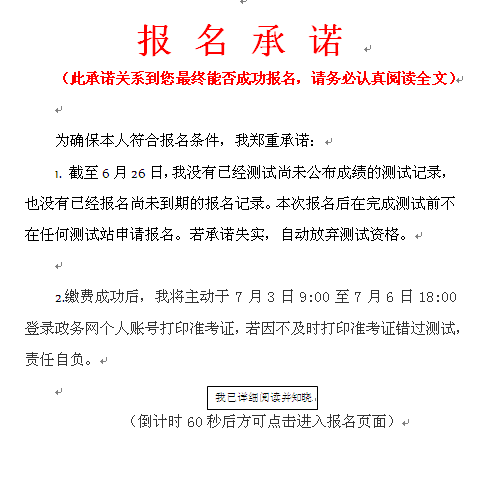 报名承诺
（此承诺关系到您最终能否成功报名，请务必认真阅读全文）
为确保本人符合报名条件，我郑重承诺：
1. 截至6月26日，我没有已经测试尚未公布成绩的测试记录，
也没有已经报名尚未到期的报名记录。本次报名后在完成测试前不
在任何测试站申请报名。若承诺失实，自动放弃测试资格。
2.缴费成功后，我将主动于7月3日9:00至7月6日18:00
登录政务网个人账号打印准考证，若因不及时打印准考证错过测试，
责任自负。
我已详细阅读并知晓。
（倒计时60秒后方可点击进入报名页面）